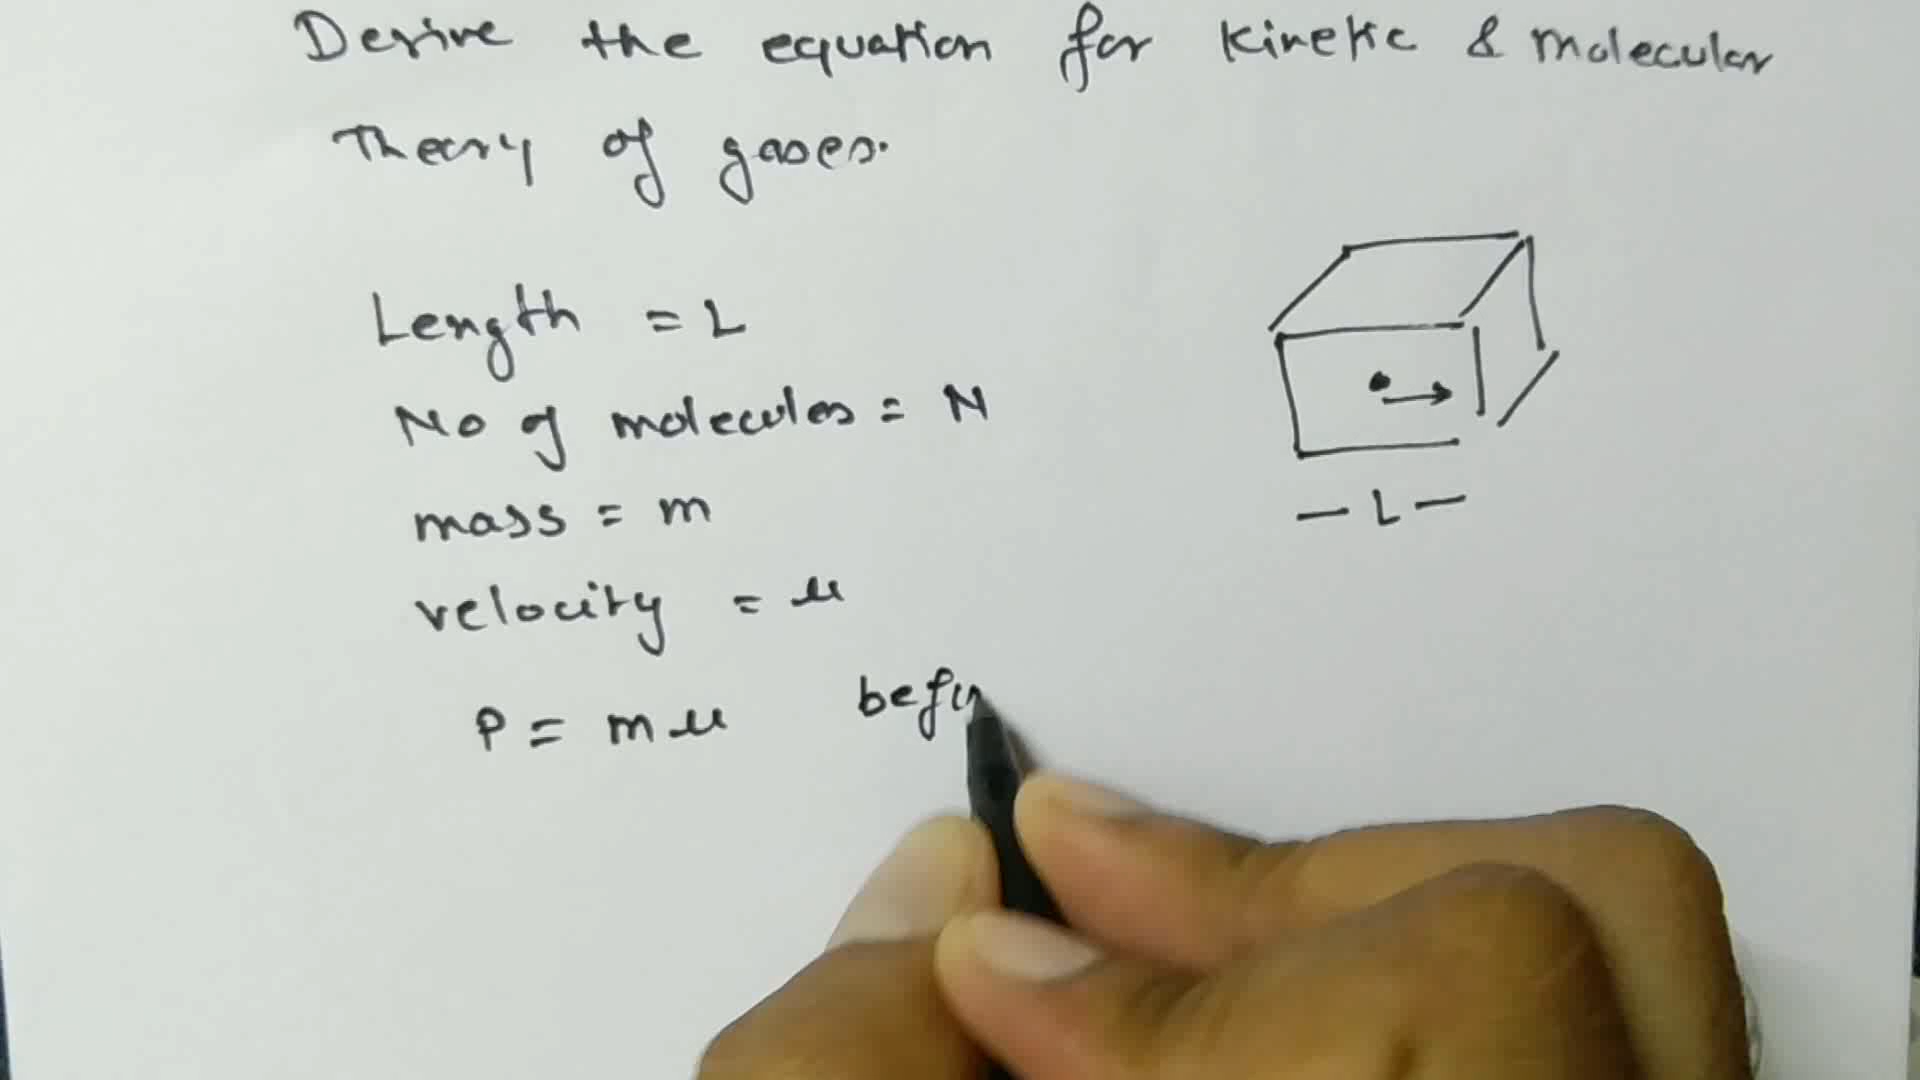 Derive the equation for kinetic & molecular
Theory of gases.
Length = L
No of molecules = N
mass = m
velocity = u
P = mu
- L -